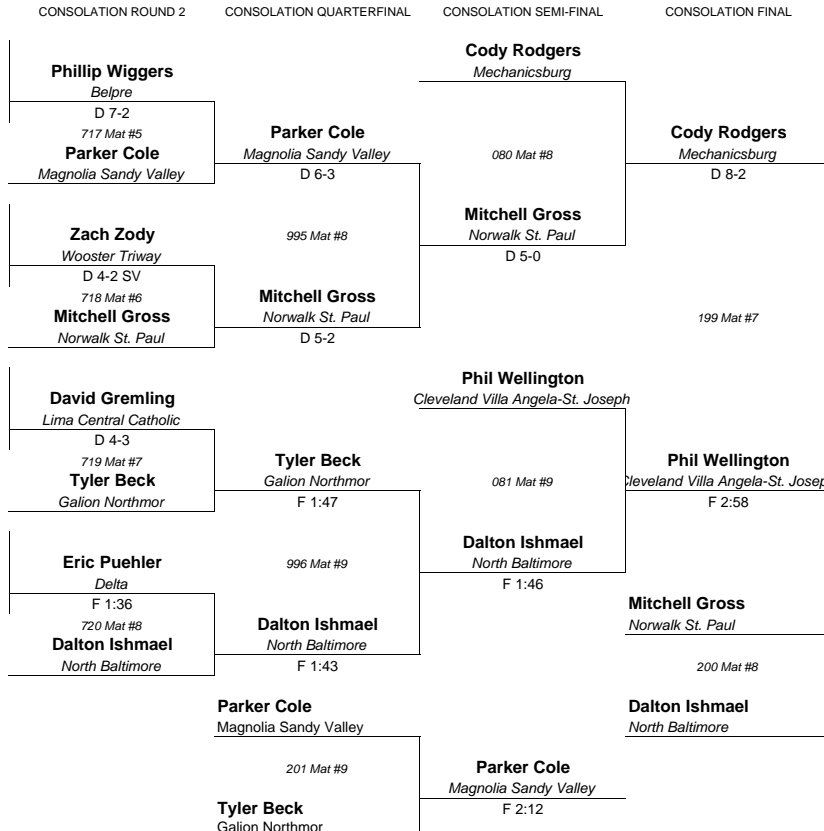 CONSOLATION ROUND 2
CONSOLATION QUARTERFINAL
CONSOLATION SEMI-FINAL
CONSOLATION FINAL
Phillip Wiggers
Belpre
D 7-2
717 Mat #5
Parker Cole
Magnolia Sandy Valley
Zach Zody
Wooster Triway
D 4-2 SV
718 Mat #6
Mitchell Gross
Norwalk St. Paul
David Gremling
Lima Central Catholic
D 4-3
719 Mat #7
Tyler Beck
Galion Northmor
Eric Puehler
Delta
F 1:36
720 Mat #8
Dalton Ishmael
North Baltimore
Parker Cole
Magnolia Sandy Valley
D 6-3
995 Mat #8
Mitchell Gross
Norwalk St. Paul
D 5-2
Tyler Beck
Galion Northmor
F 1:47
996 Mat #9
Dalton Ishmael
North Baltimore
F 1:43
Parker Cole
Magnolia Sandy Valley
201 Mat #9
Tyler Beck
Galion Northmor
Cody Rodgers
Mechanicsburg
080 Mat #8
Mitchell Gross
Norwalk St. Paul
D 5-0
Phil Wellington
Cleveland Villa Angela-St. Joseph
081 Mat #9
Dalton Ishmael
North Baltimore
F 1:46
Parker Cole
Magnolia Sandy Valley
F 2:12
Cody Rodgers
Mechanicsburg
D 8-2
199 Mat #7
Phil Wellington
Cleveland Villa Angela-St. Josep
F 2:58
Mitchell Gross
Norwalk St. Paul
200 Mat #8
Dalton Ishmael
North Baltimore